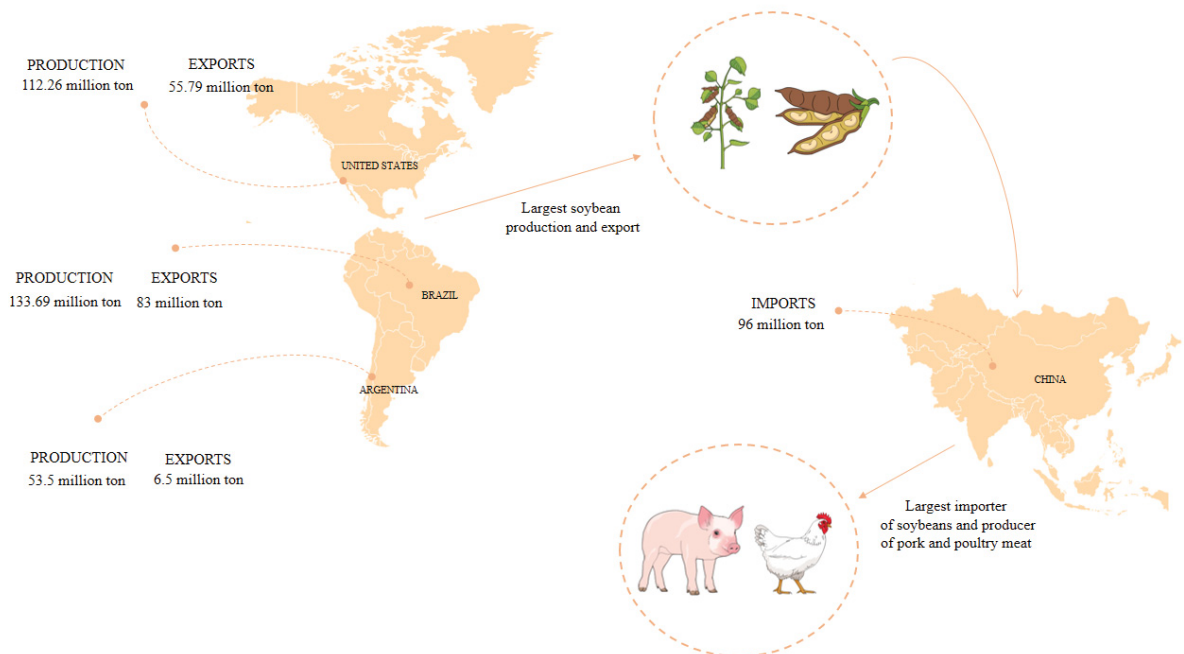 PRODUCTION
112.26 million ton
EXPORTS
55.79 million ton
UNITED STATES
Largest soybean
production and export
PRODUCTION
133.69 million ton
EXPORTS
83 million ton
BRAZIL
IMPORTS
96 million ton
CHINA
ARGENTINA
PRODUCTION
53.5 million ton
EXPORTS
6.5 million ton
Largest importer
of soybeans and producer
of pork and poultry meat